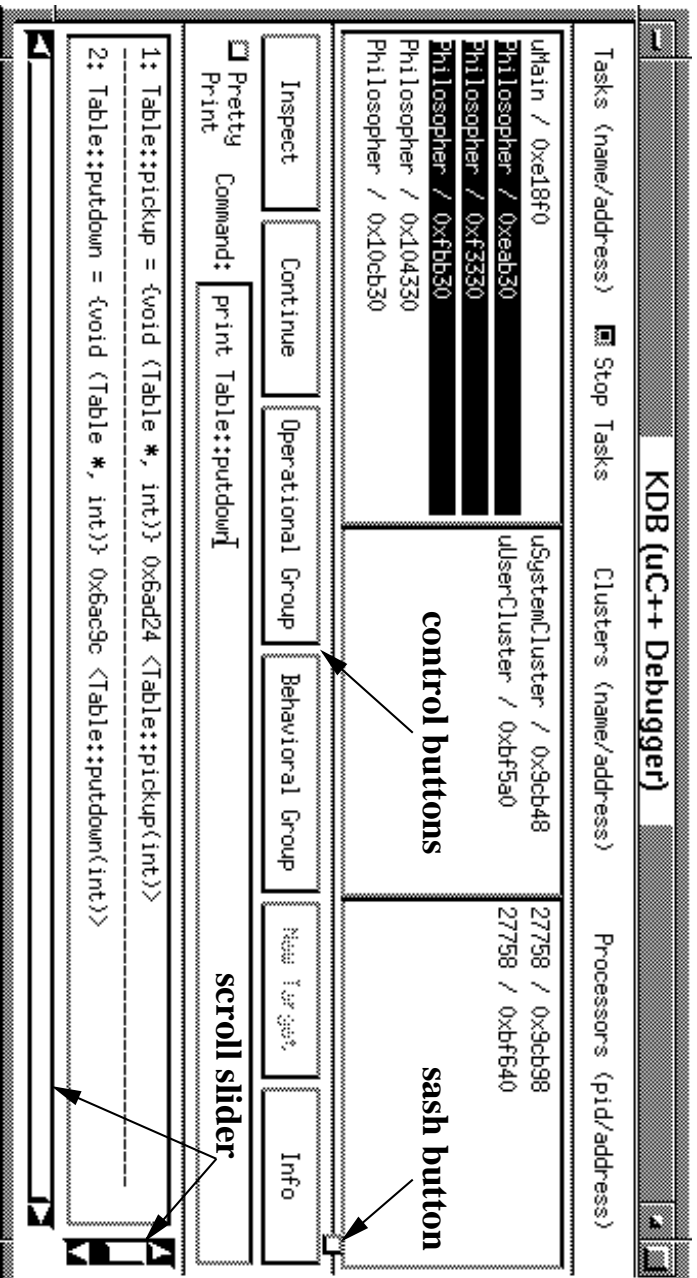 KDB (uC++ Debugger)
Tasks (name/address)
Stop Tasks
Clusters (name/address)
Processors (pid/address)
uMain / 0xe18f0
Philosopher / 0xeab30
Philosopher / 0xf3330
Philosopher / 0xfbb30
Philosopher / 0x104330
Philosopher / 0x10cb30
uSystemCluster / 0x9cb48
uUserCluster / 0xbf5a0
27758 / 0x9cb98
27758 / 0xbf640
control buttons
sash button
Inspect
Continue
Operational Group
Behavioral Group
New Target
Info
Pretty
Print
Command:
print Table::putdown
scroll slider
1: Table::pickup = {void (Table *, int)} 0x6ad24 <Table::pickup(int)>
2: Table::putdown = {void (Table *, int)} 0x6ac9c <Table::putdown(int)>